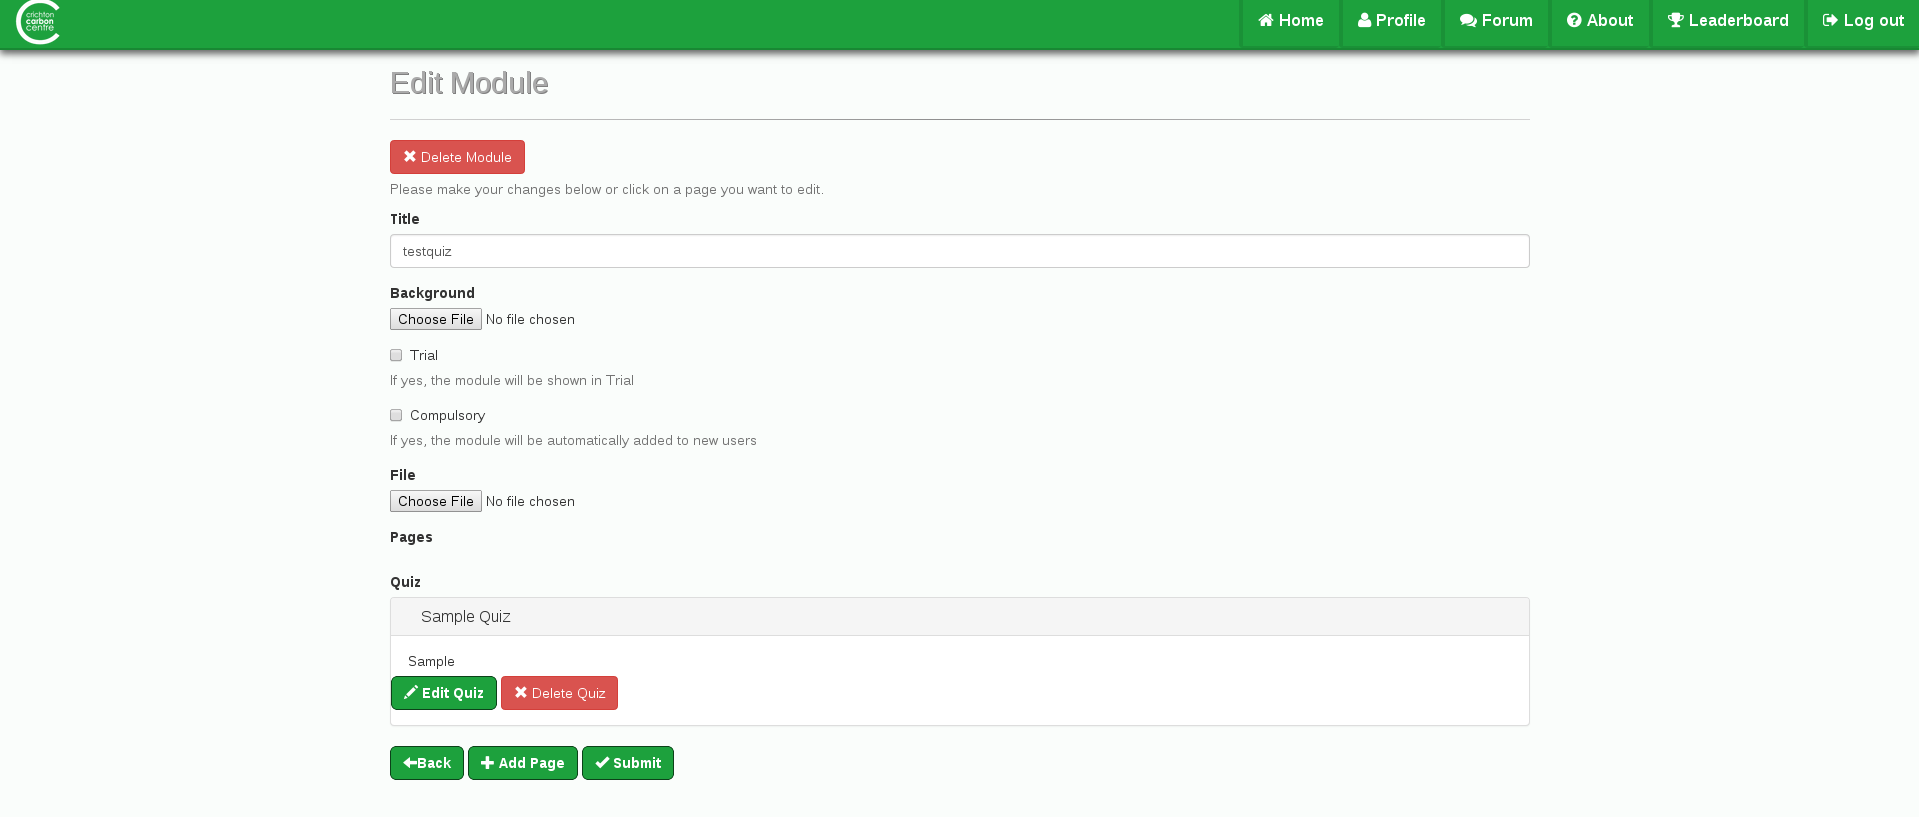 crichton
carbon
centre
Home
Profile
Forum
About
Leaderboard
Log out
Edit Module
Delete Module
Please make your changes below or click on a page you want to edit.
Title
testquiz
Background
Choose File No file chosen
Trial
If yes, the module will be shown in Trial
Compulsory
If yes, the module will be automatically added to new users
File
Choose File No file chosen
Pages
Quiz
Sample Quiz
Sample
Edit Quiz
Delete Quiz
Back
Add Page
Submit